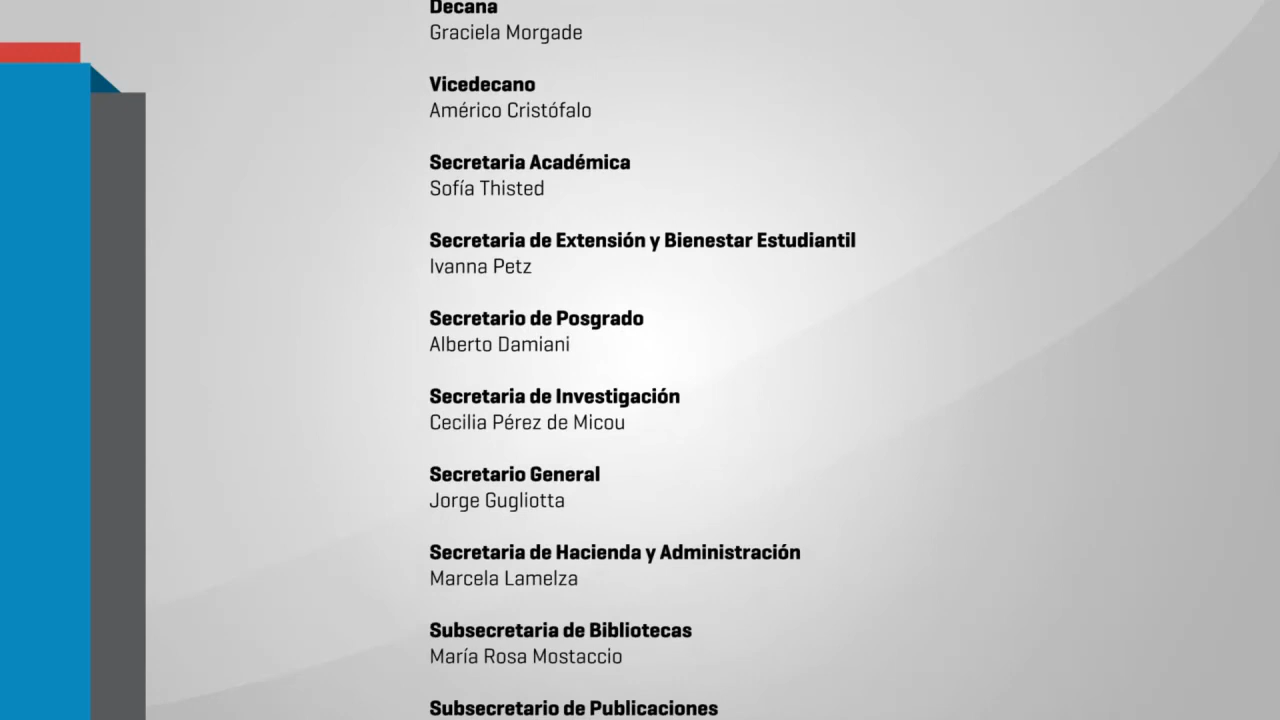 Decana
Graciela Morgade
Vicedecano
Américo Cristófalo
Secretaria Académica
Sofía Thisted
Secretaria de Extensión y Bienestar Estudiantil
Ivanna Petz
Secretario de Posgrado
Alberto Damiani
Secretaria de Investigación
Cecilia Pérez de Micou
Secretario General
Jorge Gugliotta
Secretaria de Hacienda y Administración
Marcela Lamelza
Subsecretaria de Bibliotecas
María Rosa Mostaccio
Subsecretario de Publicaciones